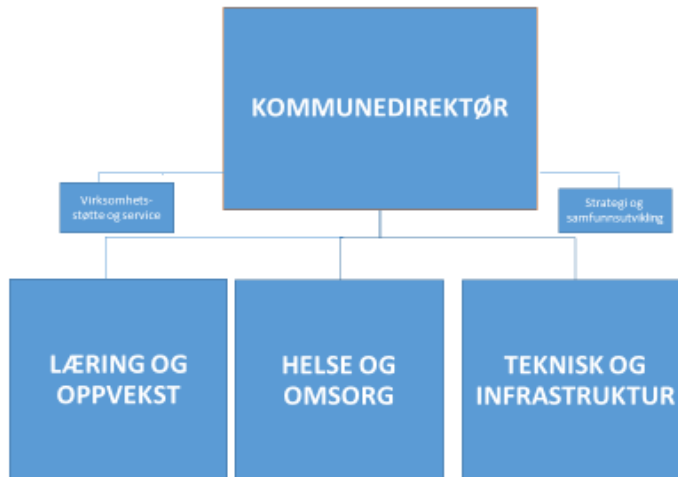 KOMMUNEDIREKTØR
Virksomhets-
støtte og service
Strategi og
samfunnsutvikling
LÆRING OG
OPPVEKST
HELSE OG
OMSORG
TEKNISK OG
INFRASTRUKTUR